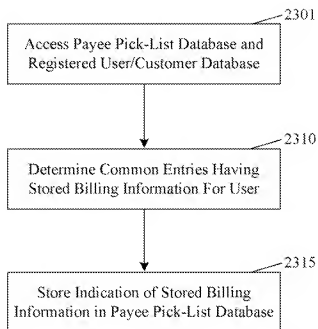 2301
Access Payee Pick-List Database and
Registered User/Customer Database
2310
Determine Common Entries Having
Stored Billing Information For User
2315
Store Indication of Stored Billing
Information in Payee Pick-List Database